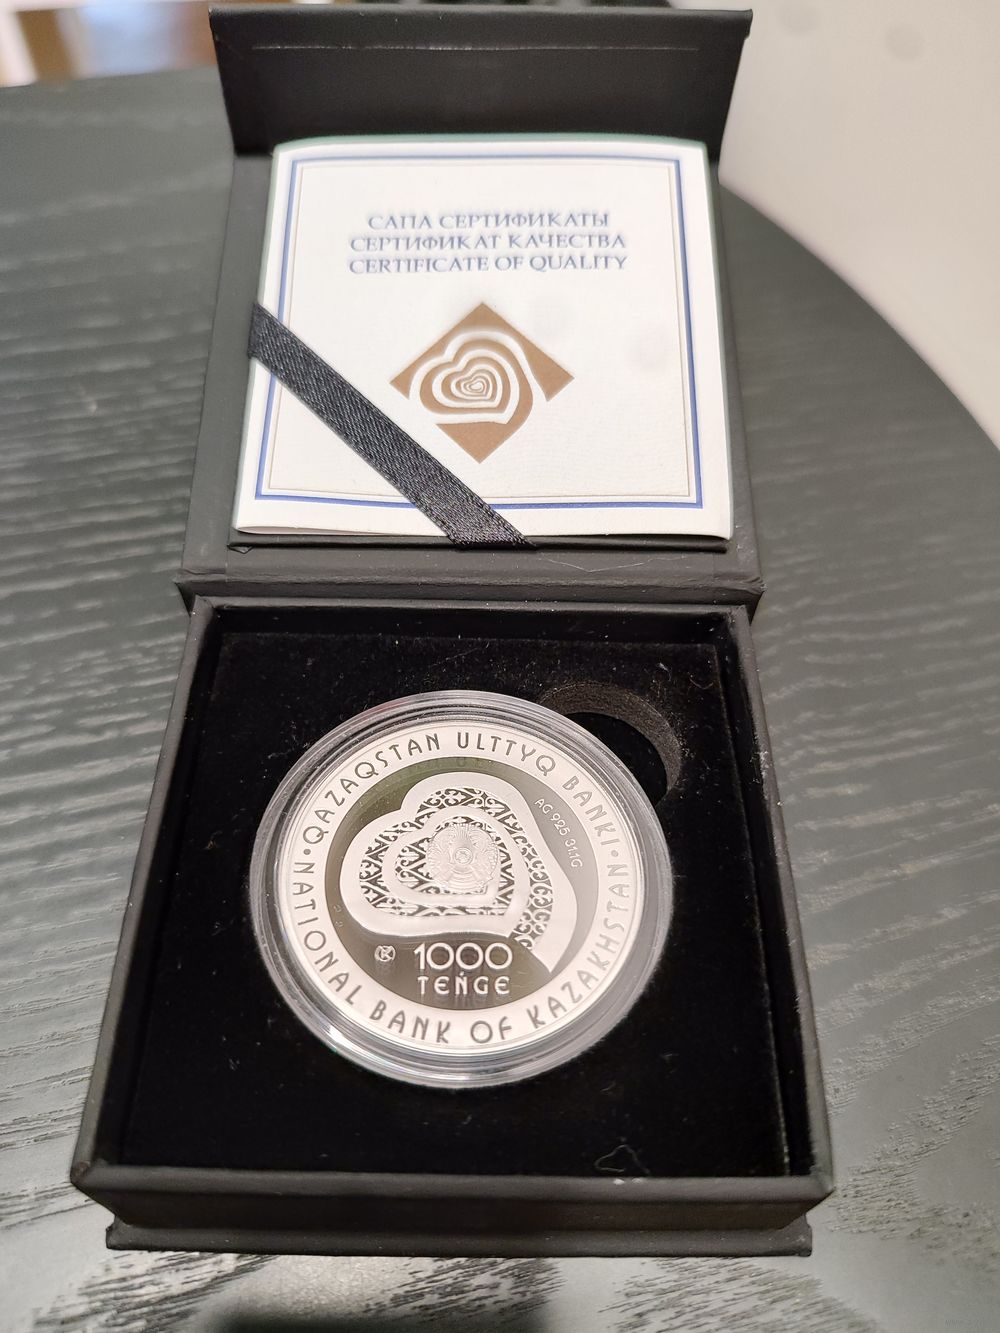 САПА СЕРТИФИКАТЫ
СЕРТИФИКАТ КАЧЕСТВА
CERTIFICATE OF QUALITY
QAZAQSTAN ULTTYQ BANKI
AG 925 31.1G
1000
TEŃGE
NATIONAL BANK OF KAZAKHSTAN